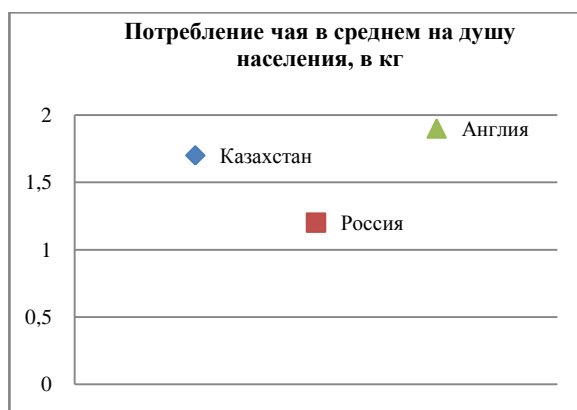 Потребление чая в среднем на душу
населения, в кг
2
Англия
Казахстан
1,5
Россия
1
0,5
0